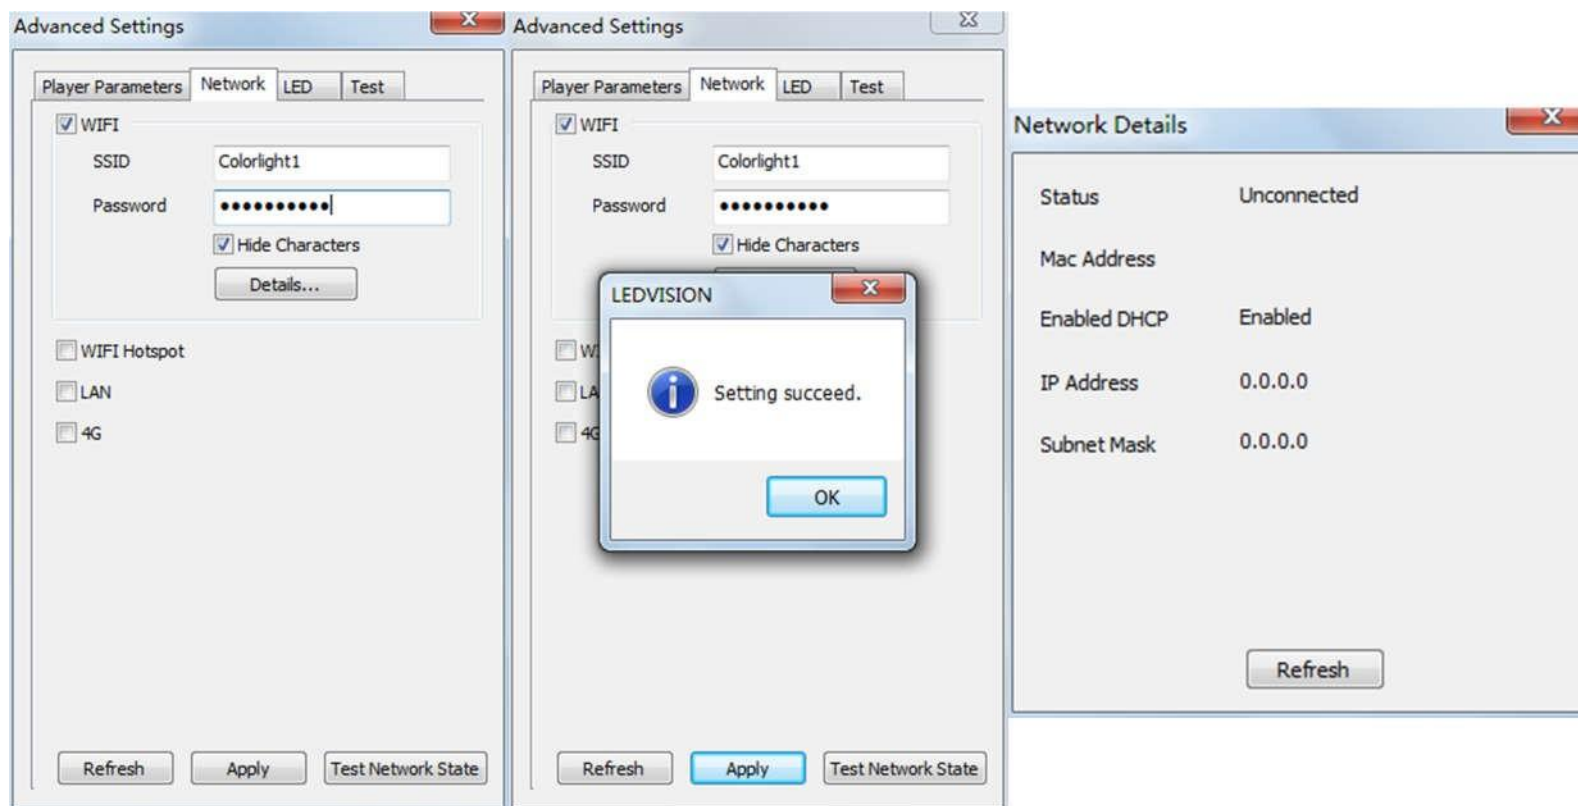 Advanced Settings
Player Parameters Network LED Test
WIFI
SSID Colorlight1
Password ••••••••••
Hide Characters
Details...
WIFI Hotspot
LAN
4G
Refresh Apply Test Network State
Advanced Settings
Player Parameters Network LED Test
WIFI
SSID Colorlight1
Password ••••••••••
Hide Characters
LEDVISION
Setting succeed.
OK
4G
Refresh Apply Test Network State
Network Details
Status Unconnected
Mac Address
Enabled DHCP Enabled
IP Address 0.0.0.0
Subnet Mask 0.0.0.0
Refresh